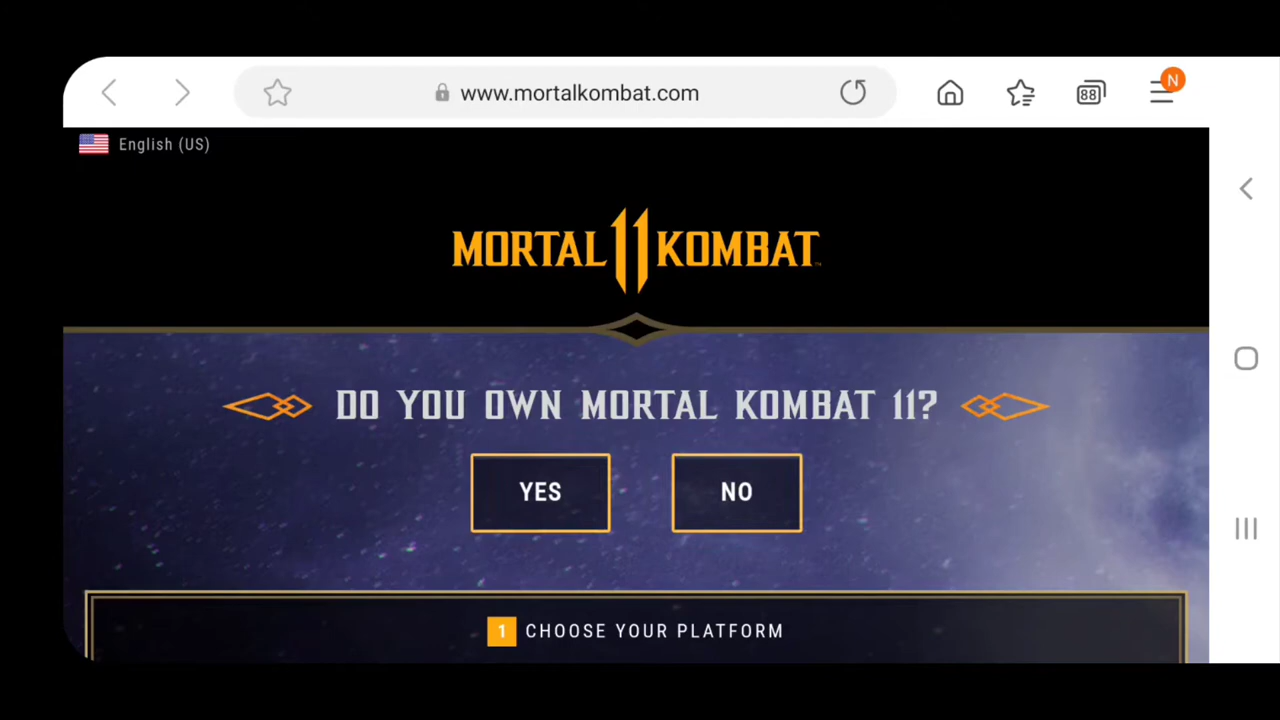 www.mortalkombat.com
88
N
English (US)
MORTAL 11 KOMBAT
DO YOU OWN MORTAL KOMBAT 11?
YES NO
1 CHOOSE YOUR PLATFORM